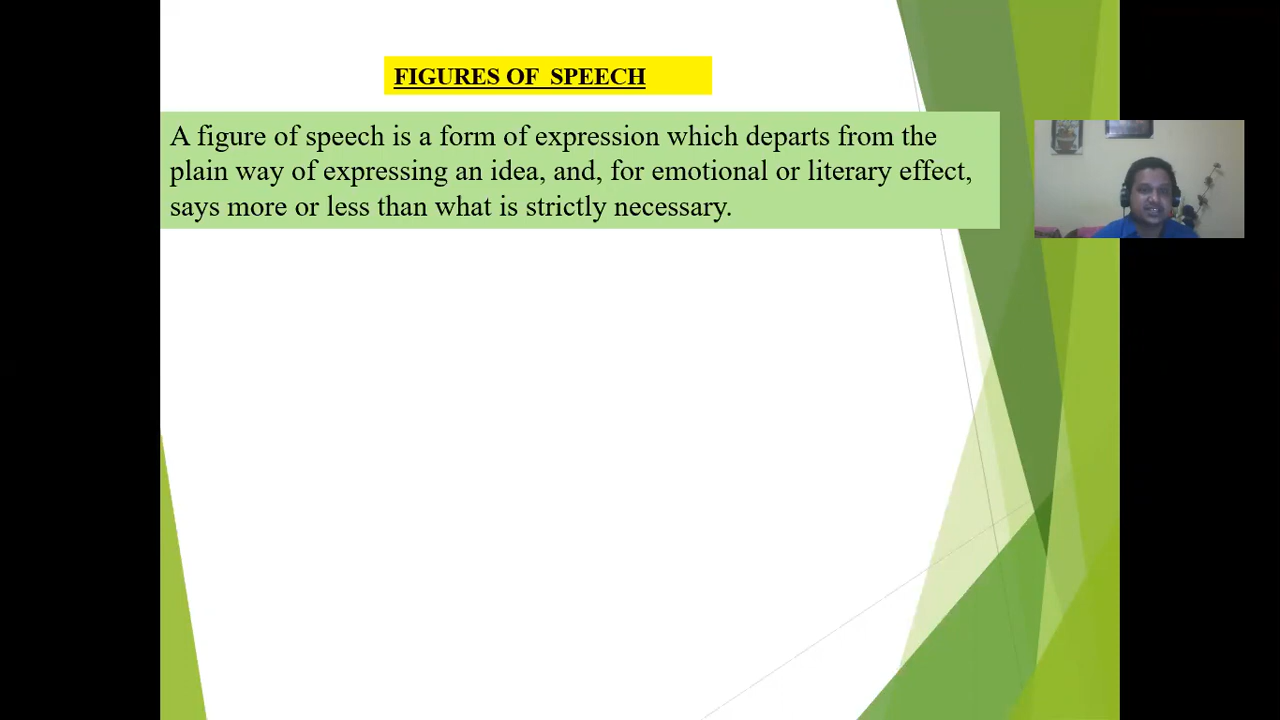 FIGURES OF SPEECH
A figure of speech is a form of expression which departs from the
plain way of expressing an idea, and, for emotional or literary effect,
says more or less than what is strictly necessary.